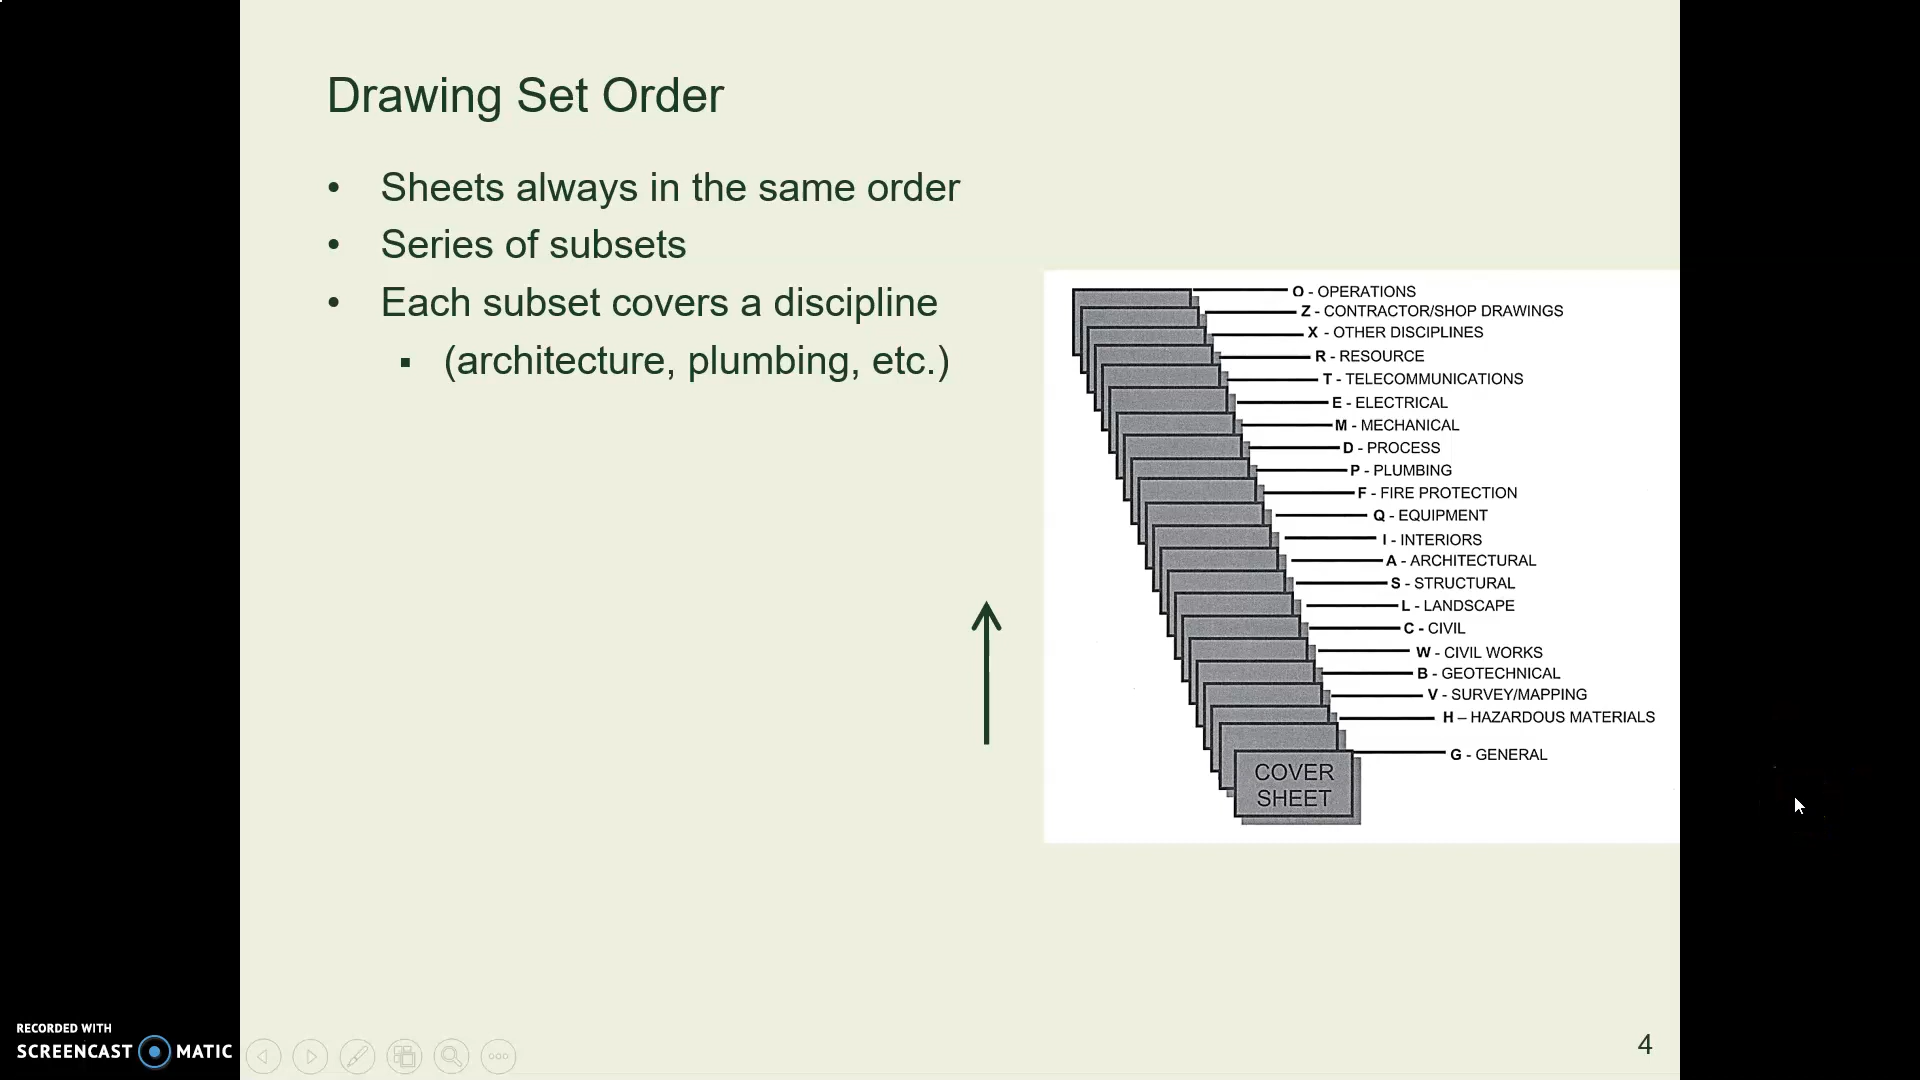 Drawing Set Order
• Sheets always in the same order
• Series of subsets
• Each subset covers a discipline
▪ (architecture, plumbing, etc.)
O - OPERATIONS
Z - CONTRACTOR/SHOP DRAWINGS
X - OTHER DISCIPLINES
R - RESOURCE
T - TELECOMMUNICATIONS
E - ELECTRICAL
M - MECHANICAL
D - PROCESS
P - PLUMBING
F - FIRE PROTECTION
Q - EQUIPMENT
I - INTERIORS
A - ARCHITECTURAL
S - STRUCTURAL
L - LANDSCAPE
C - CIVIL
W - CIVIL WORKS
B - GEOTECHNICAL
V - SURVEY/MAPPING
H – HAZARDOUS MATERIALS
G - GENERAL
COVER
SHEET
RECORDED WITH
SCREENCAST MATIC
4